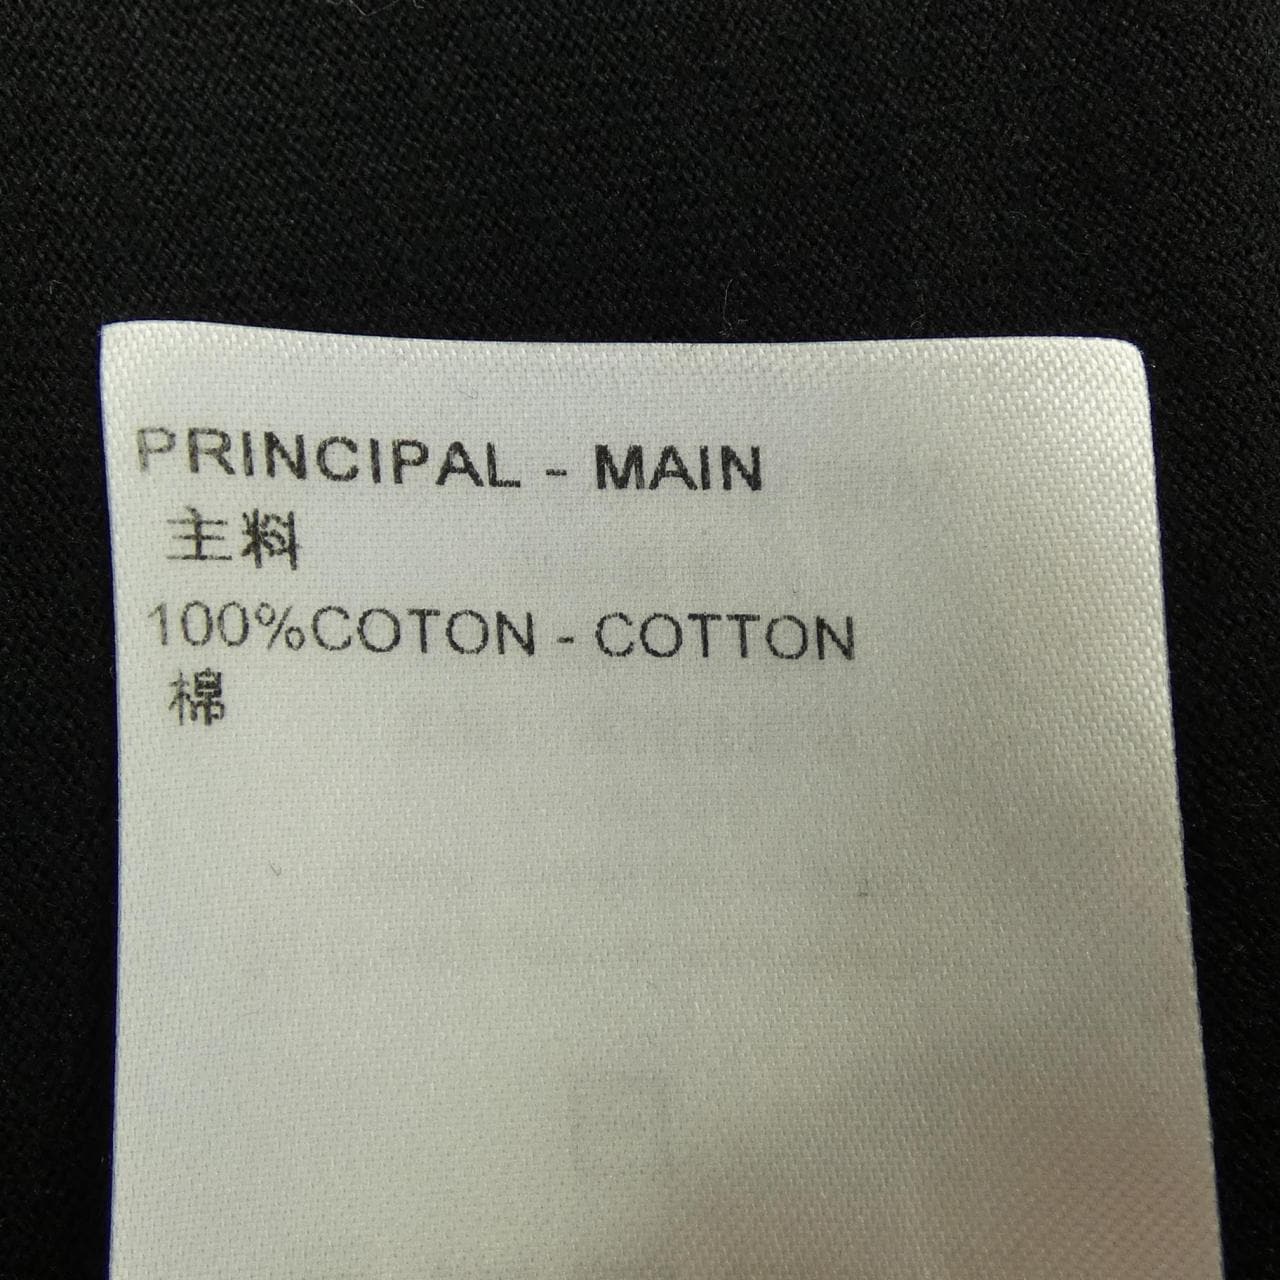 PRINCIPAL - MAIN
主料
100%COTON - COTTON
棉